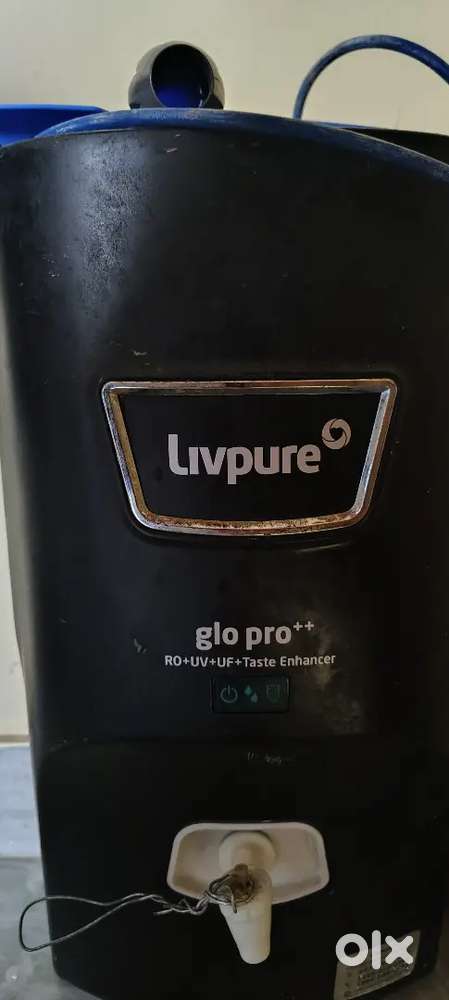 Livpure
glo pro++
RO+UV+UF+Taste Enhancer
olx